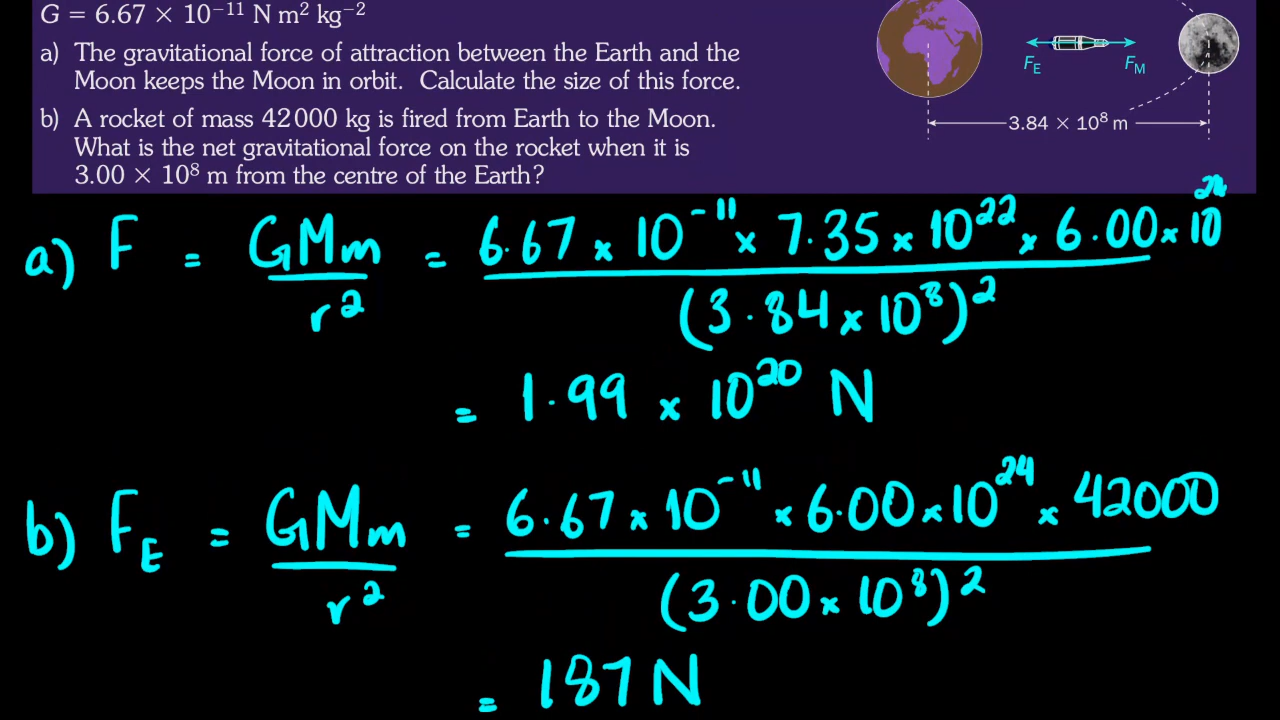 G = 6.67 × 10⁻¹¹ N m² kg⁻²
a) The gravitational force of attraction between the Earth and the
Moon keeps the Moon in orbit. Calculate the size of this force.
b) A rocket of mass 42 000 kg is fired from Earth to the Moon.
What is the net gravitational force on the rocket when it is
3.00 × 10⁸ m from the centre of the Earth?
F_E F_M
3.84 × 10⁸ m
a) F = GMm / r² = 6.67 × 10⁻¹¹ × 7.35 × 10²² × 6.00 × 10²⁴ / (3.84 × 10⁸)²
= 1.99 × 10²⁰ N
b) F_E = GMm / r² = 6.67 × 10⁻¹¹ × 6.00 × 10²⁴ × 42000 / (3.00 × 10⁸)²
= 187 N